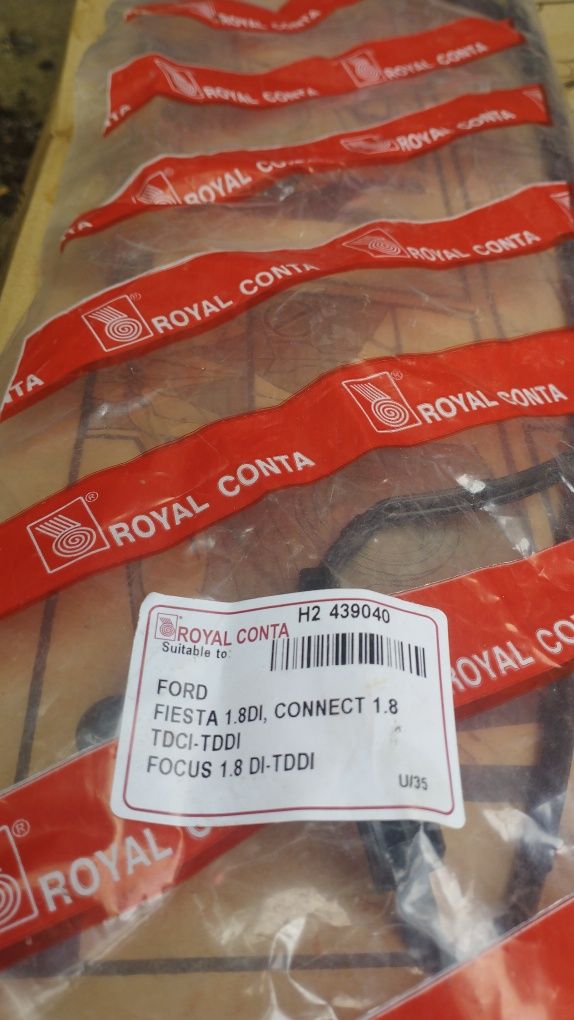 ROYAL CONTA
ROYAL CONTA
NTA
ROYAL
ROYAL CONTA
ROYAL CONTA
ROYAL CONTA
ROYAL CONTA
ROYAL CONTA
H2 439040
® ROYAL CONTA
Suitable to:
FORD
FIESTA 1.8DI, CONNECT 1.8
TDCI-TDDI
FOCUS 1.8 DI-TDDI
U/35
ROYAL CO
ROYAL